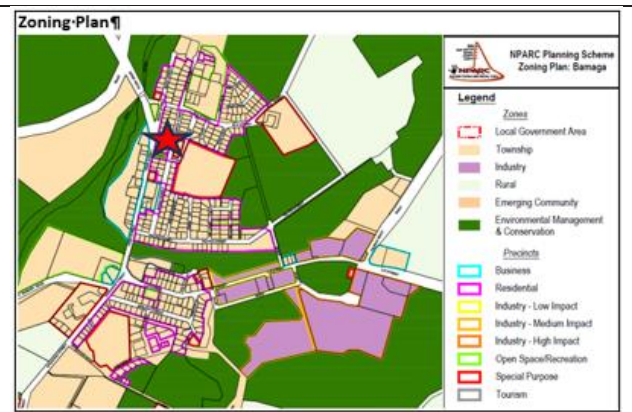 Zoning·Plan¶
NPARC
NPARC Planning Scheme
Zoning Plan: Bamaga
Legend
Zones
Local Government Area
Township
Industry
Rural
Emerging Community
Environmental Management
& Conservation
Precincts
Business
Residential
Industry - Low Impact
Industry - Medium Impact
Industry - High Impact
Open Space/Recreation
Special Purpose
Tourism